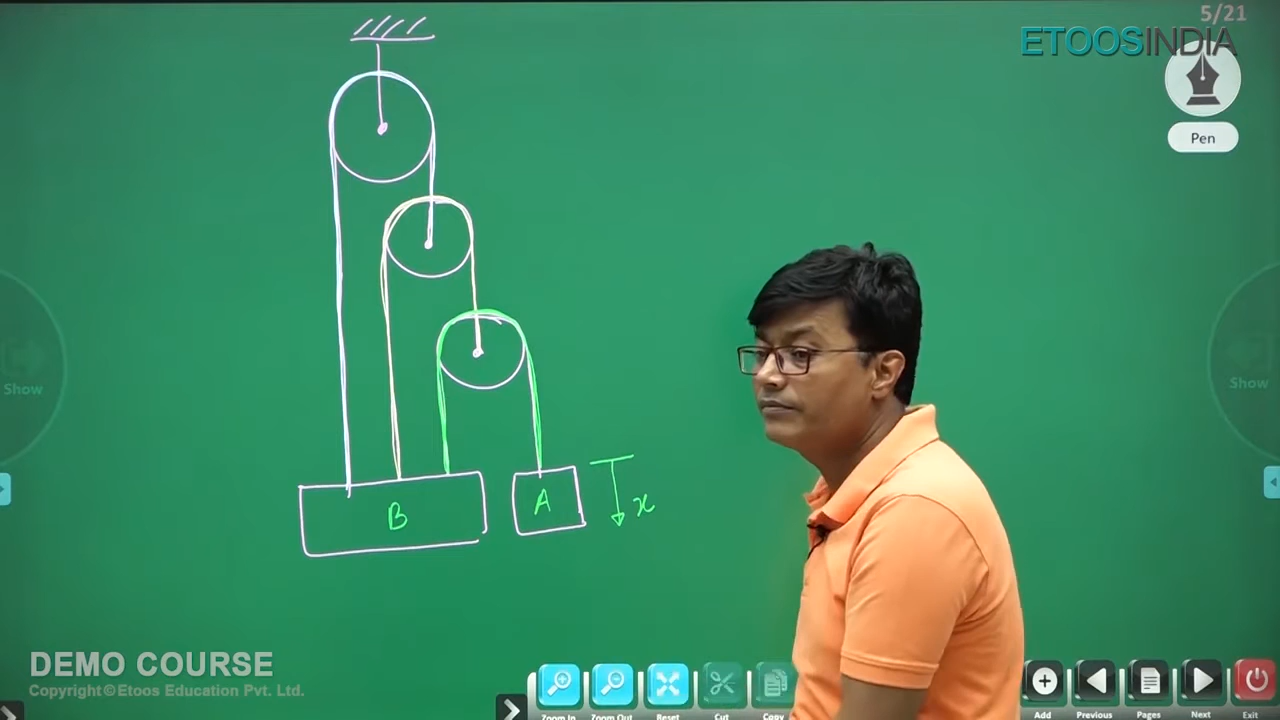 5/21
ETOOSINDIA
Pen
Show
Show
B
A
x
DEMO COURSE
Copyright © Etoos Education Pvt. Ltd.
Zoom In
Zoom Out
Reset
Cut
Copy
Add
Previous
Pages
Next
Exit